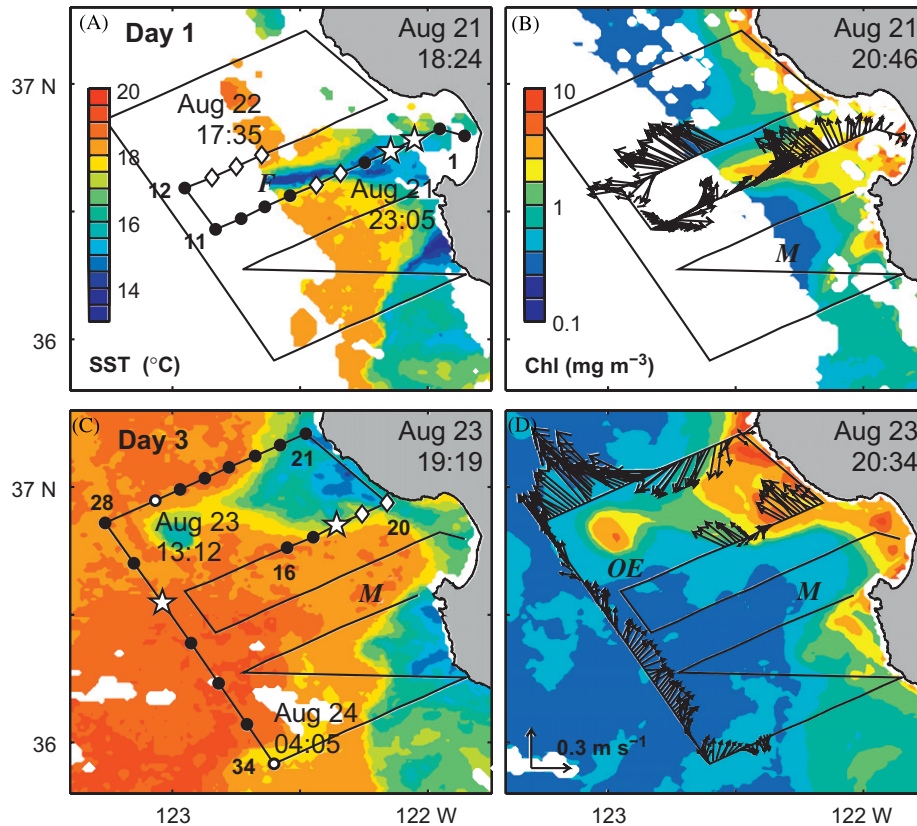 (A)
Day 1
Aug 21
18:24
37 N
20
18
16
14
Aug 22
17:35
F
12
11
1
Aug 21
23:05
36
SST (°C)
(B)
Aug 21
20:46
10
1
0.1
M
Chl (mg m⁻³)
(C)
Day 3
Aug 23
19:19
37 N
21
28
Aug 23
13:12
20
16
M
Aug 24
04:05
34
36
123
122 W
(D)
Aug 23
20:34
OE
M
0.3 m s⁻¹
123
122 W